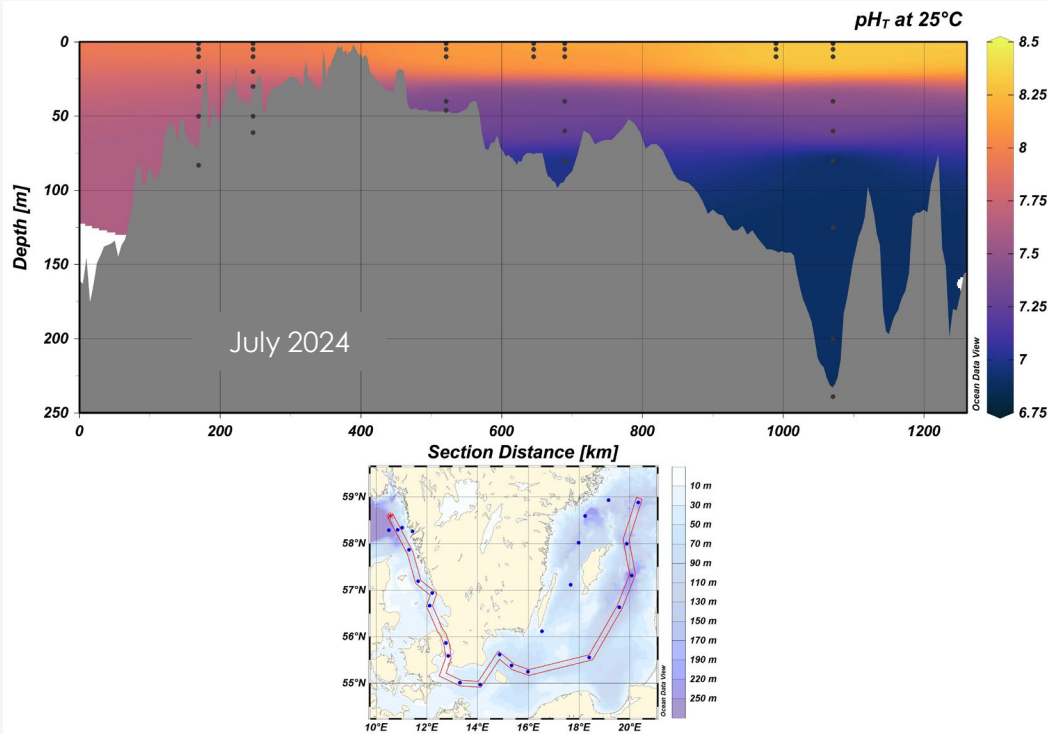 pH_T at 25°C
0
50
100
150
200
250
Depth [m]
July 2024
0 200 400 600 800 1000 1200
Section Distance [km]
8.5
8.25
8
7.75
7.5
7.25
7
6.75
Ocean Data View
59°N
58°N
57°N
56°N
55°N
10°E 12°E 14°E 16°E 18°E 20°E
10 m
30 m
50 m
70 m
90 m
110 m
130 m
150 m
170 m
190 m
220 m
250 m
Ocean Data View